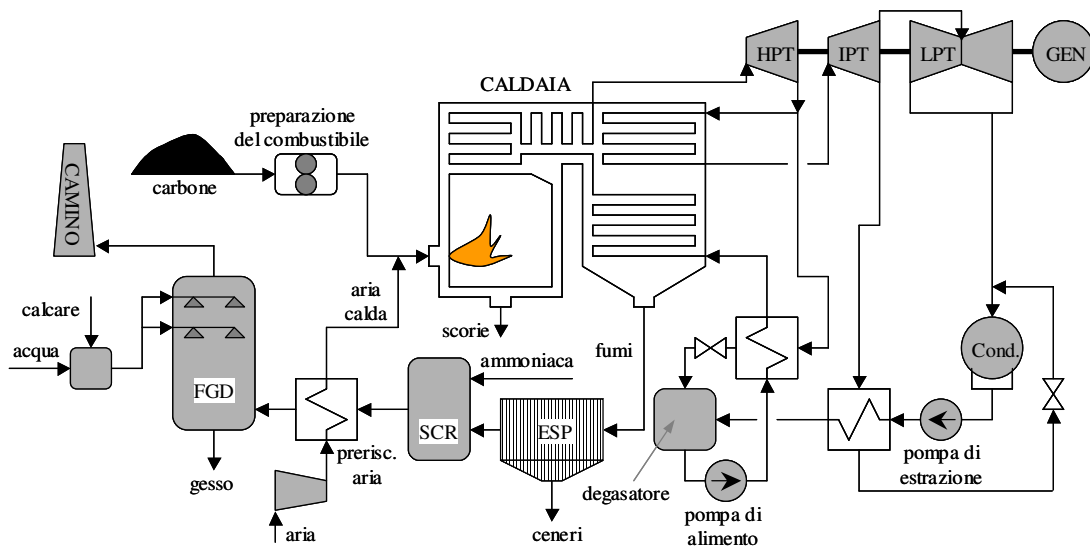 HPT
IPT
LPT
GEN
CALDAIA
preparazione
del combustibile
carbone
CAMINO
aria
calda
calcare
acqua
scorie
fumi
ammoniaca
Cond.
FGD
SCR
ESP
prerisc.
aria
gesso
aria
ceneri
degasatore
pompa di
alimento
pompa di
estrazione